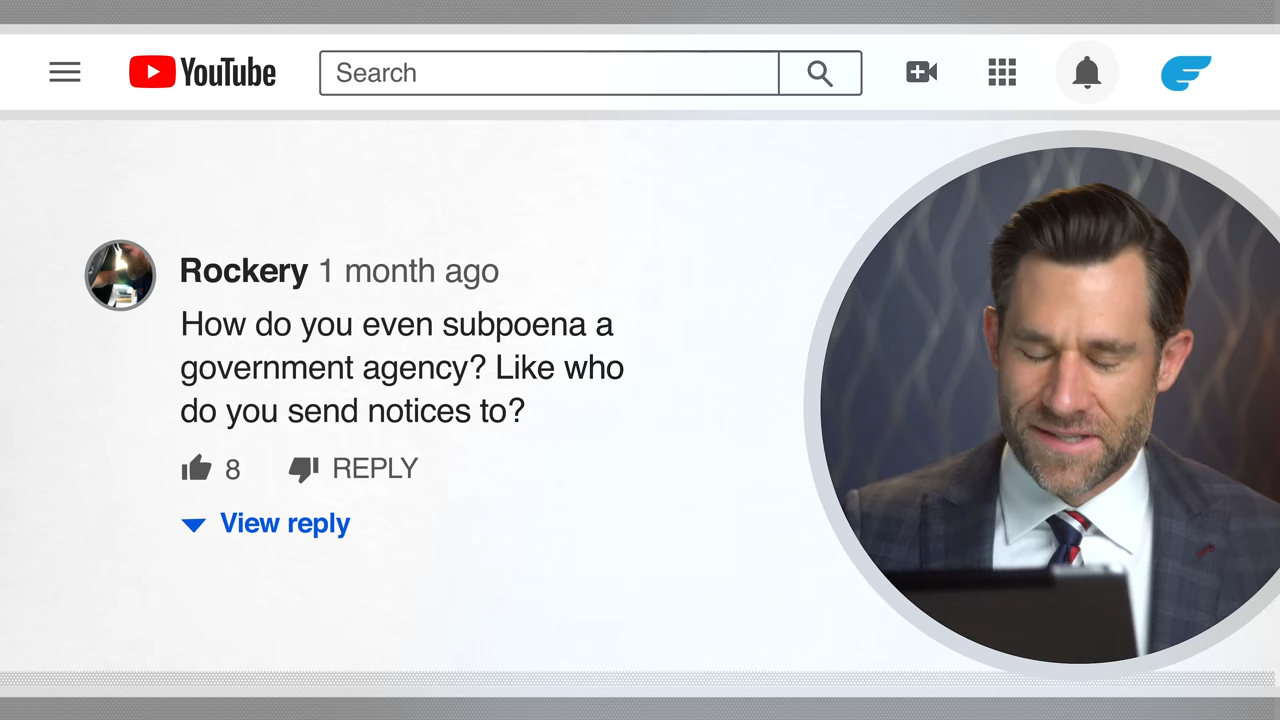 YouTube
Search
Rockery 1 month ago
How do you even subpoena a
government agency? Like who
do you send notices to?
8 REPLY
View reply